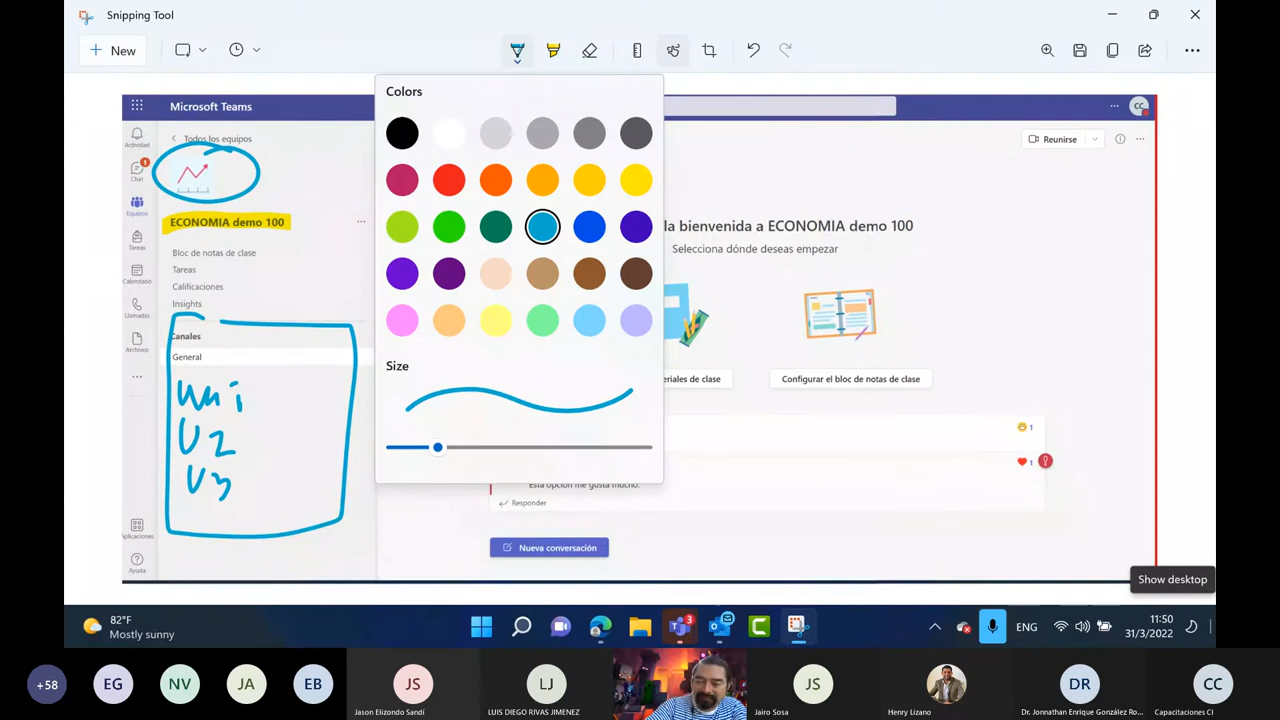 Snipping Tool
New
Colors
Size
Microsoft Teams
CC
Todos los equipos
Reunirse
Actividad
Chat
1
Equipos
Tareas
Calendario
Llamadas
Archivos
Aplicaciones
Ayuda
ECONOMIA demo 100
Bloc de notas de clase
Tareas
Calificaciones
Insights
Canales
General
Uni
U2
U3
la bienvenida a ECONOMIA demo 100
Selecciona dónde deseas empezar
eriales de clase
Configurar el bloc de notas de clase
1
1
Esta opción me gusta mucho.
Responder
Nueva conversación
Show desktop
82°F
Mostly sunny
3
ENG
11:50
31/3/2022
+58
EG
NV
JA
EB
JS
Jason Elizondo Sandí
LJ
LUIS DIEGO RIVAS JIMENEZ
JS
Jairo Sosa
Henry Lizano
DR
Dr. Jonnathan Enrique González Ro...
CC
Capacitaciones CI